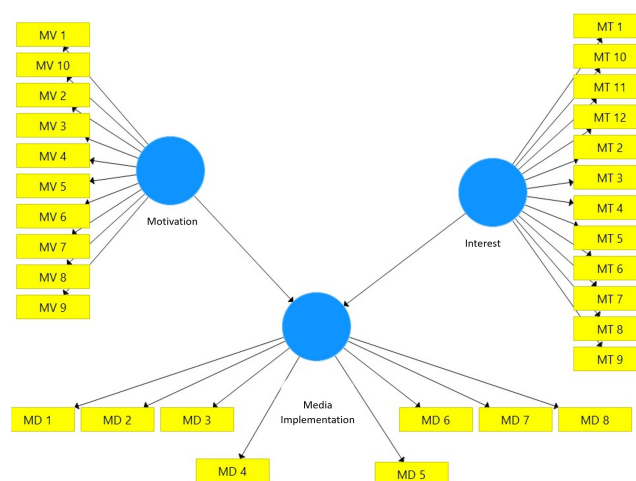 MV 1
MV 10
MV 2
MV 3
MV 4
MV 5
MV 6
MV 7
MV 8
MV 9
Motivation
MT 1
MT 10
MT 11
MT 12
MT 2
MT 3
MT 4
MT 5
MT 6
MT 7
MT 8
MT 9
Interest
Media
Implementation
MD 1
MD 2
MD 3
MD 4
MD 5
MD 6
MD 7
MD 8